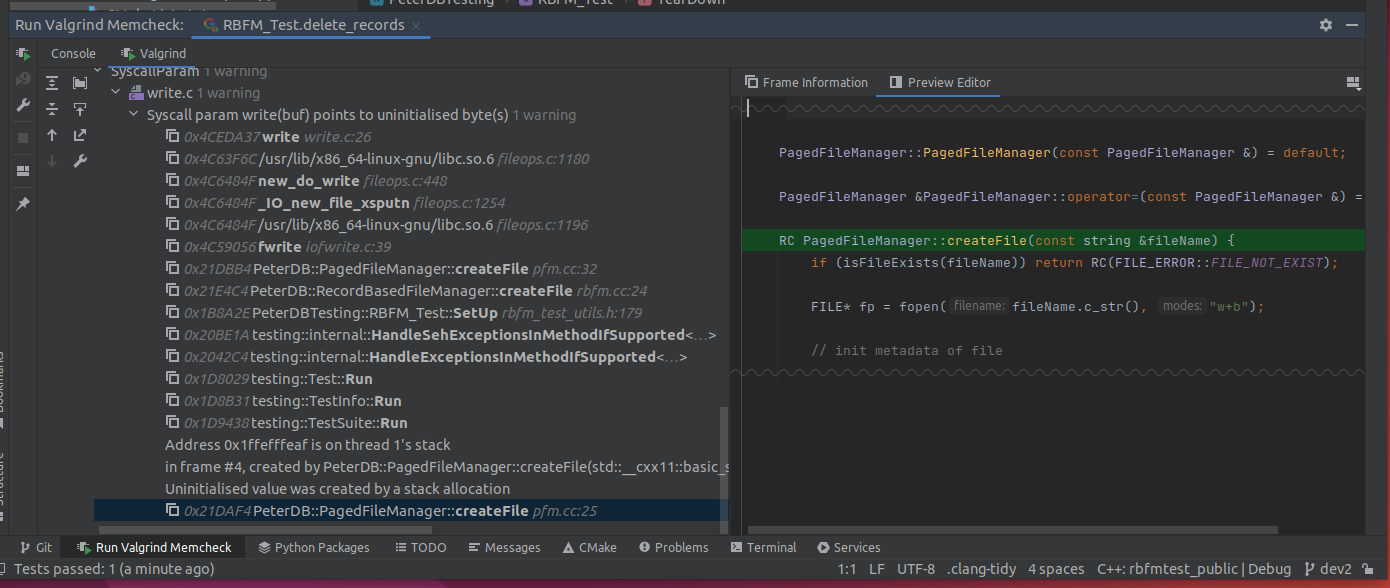 PeterDBTesting RBFM_Test TearDown
Run Valgrind Memcheck: RBFM_Test.delete_records
Console Valgrind
SyscallParam 1 warning
write.c 1 warning
Syscall param write(buf) points to uninitialised byte(s) 1 warning
0x4CEDA37 write write.c:26
0x4C63F6C /usr/lib/x86_64-linux-gnu/libc.so.6 fileops.c:1180
0x4C6484F new_do_write fileops.c:448
0x4C6484F _IO_new_file_xsputn fileops.c:1254
0x4C6484F /usr/lib/x86_64-linux-gnu/libc.so.6 fileops.c:1196
0x4C59056 fwrite iofwrite.c:39
0x21DBB4 PeterDB::PagedFileManager::createFile pfm.cc:32
0x21E4C4 PeterDB::RecordBasedFileManager::createFile rbfm.cc:24
0x1B8A2E PeterDBTesting::RBFM_Test::SetUp rbfm_test_utils.h:179
0x20BE1A testing::internal::HandleSehExceptionsInMethodIfSupported<...>
0x2042C4 testing::internal::HandleExceptionsInMethodIfSupported<...>
0x1D8029 testing::Test::Run
0x1D8B31 testing::TestInfo::Run
0x1D9438 testing::TestSuite::Run
Address 0x1ffefffeaf is on thread 1's stack
in frame #4, created by PeterDB::PagedFileManager::createFile(std::__cxx11::basic_s
Uninitialised value was created by a stack allocation
0x21DAF4 PeterDB::PagedFileManager::createFile pfm.cc:25
Frame Information Preview Editor
PagedFileManager::PagedFileManager(const PagedFileManager &) = default;
PagedFileManager &PagedFileManager::operator=(const PagedFileManager &) =
RC PagedFileManager::createFile(const string &fileName) {
if (isFileExists(fileName)) return RC(FILE_ERROR::FILE_NOT_EXIST);
FILE* fp = fopen( filename: fileName.c_str(), modes: "w+b");
// init metadata of file
Git Run Valgrind Memcheck Python Packages TODO Messages CMake Problems Terminal Services
Tests passed: 1 (a minute ago) 1:1 LF UTF-8 .clang-tidy 4 spaces C++: rbfmtest_public | Debug dev2